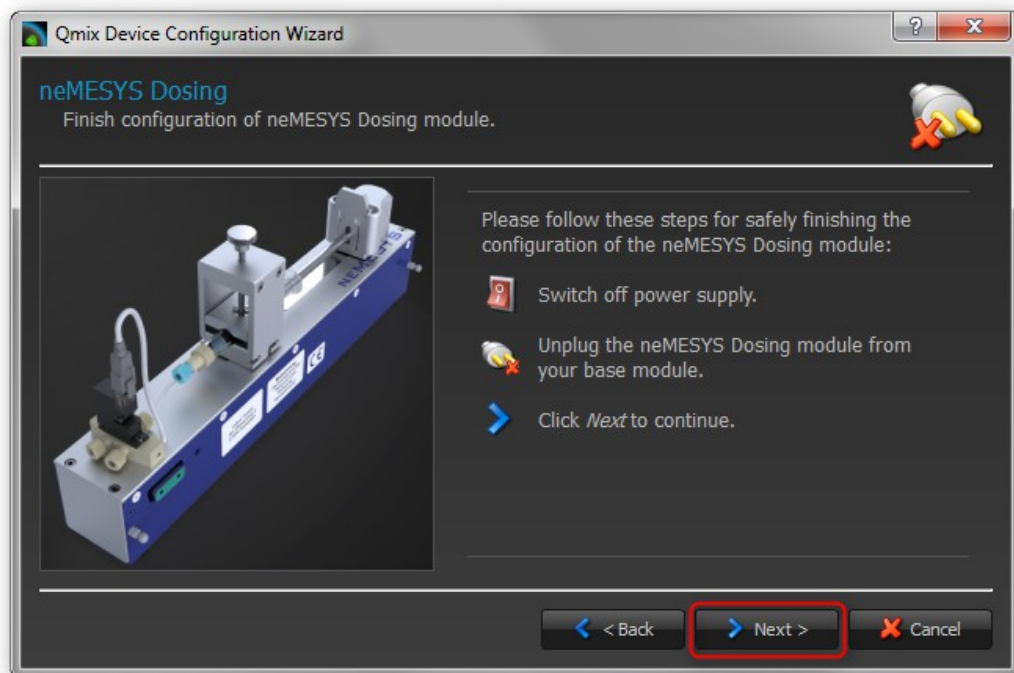 Qmix Device Configuration Wizard
neMESYS Dosing
Finish configuration of neMESYS Dosing module.
NEMESYS
CE
Please follow these steps for safely finishing the
configuration of the neMESYS Dosing module:
Switch off power supply.
Unplug the neMESYS Dosing module from
your base module.
Click Next to continue.
< Back
Next >
Cancel